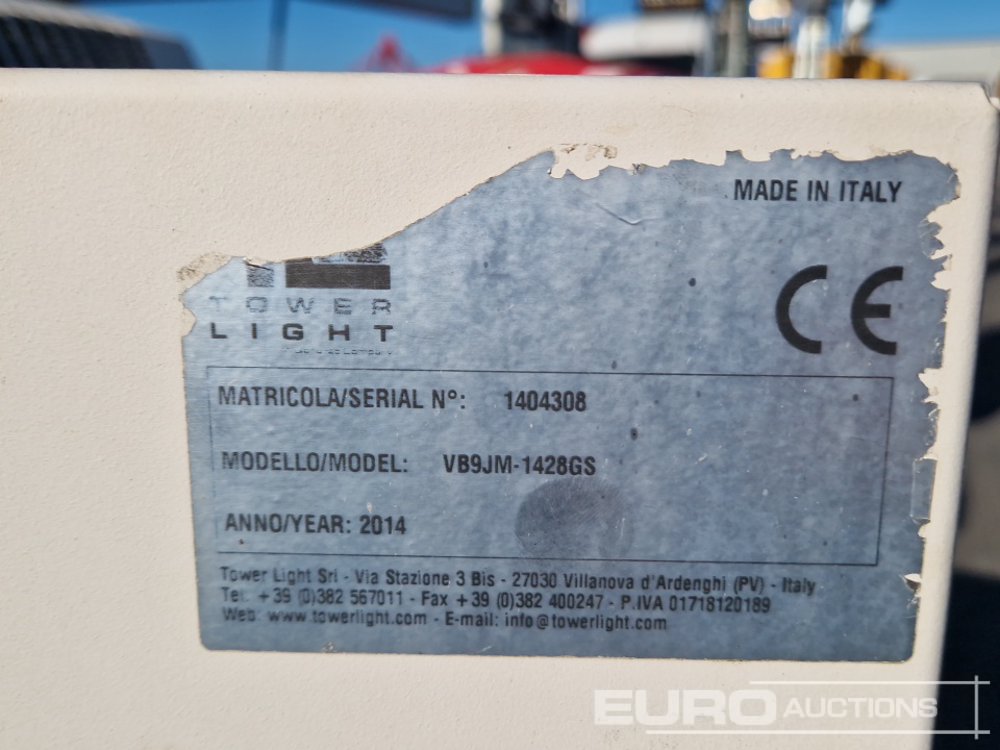 MADE IN ITALY
CE
TOWER
LIGHT
MATRICOLA/SERIAL N°: 1404308
MODELLO/MODEL: VB9JM-1428GS
ANNO/YEAR: 2014
Tower Light Srl - Via Stazione 3 Bis - 27030 Villanova d'Ardenghi (PV) - Italy
Tel. +39 (0)382 567011 - Fax +39 (0)382 400247 - P.IVA 01718120189
Web: www.towerlight.com - E-mail: info@towerlight.com
EURO AUCTIONS